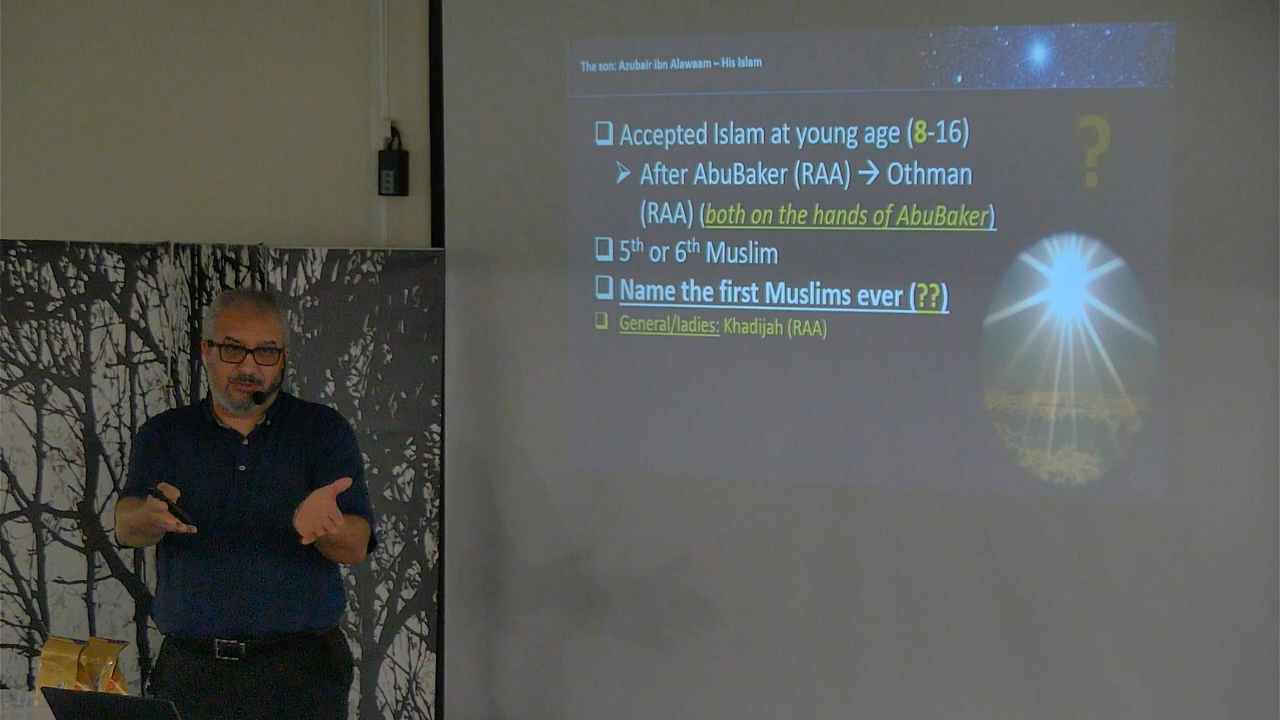 The son: Azubair Ibn Alawaam – His Islam
?
❑ Accepted Islam at young age (8-16)
➢ After AbuBaker (RAA) → Othman
(RAA) (both on the hands of AbuBaker)
❑ 5th or 6th Muslim
❑ Name the first Muslims ever (??)
❑ General/ladies: Khadijah (RAA)